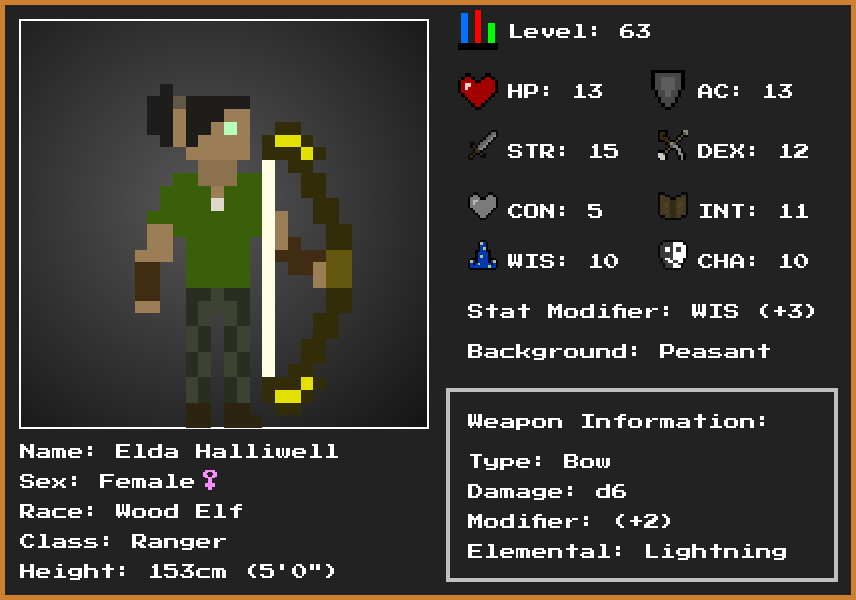 Level: 63
HP: 13
AC: 13
STR: 15
DEX: 12
CON: 5
INT: 11
WIS: 10
CHA: 10
Stat Modifier: WIS (+3)
Background: Peasant
Name: Elda Halliwell
Sex: Female♀
Race: Wood Elf
Class: Ranger
Height: 153cm (5'0")
Weapon Information:
Type: Bow
Damage: d6
Modifier: (+2)
Elemental: Lightning